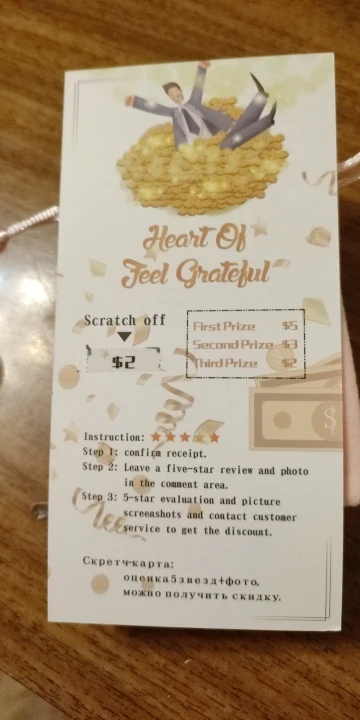 Heart Of
Feel Grateful
Scratch off
$2
First Prize $5
Second Prize $3
Third Prize $2
Instruction: ★★★★★
Step 1: confirm receipt.
Step 2: Leave a five-star review and photo
in the comment area.
Step 3: 5-star evaluation and picture
screenshots and contact customer
service to get the discount.
Скретч-карта:
оценка5звезд+фото,
можно получить скидку.